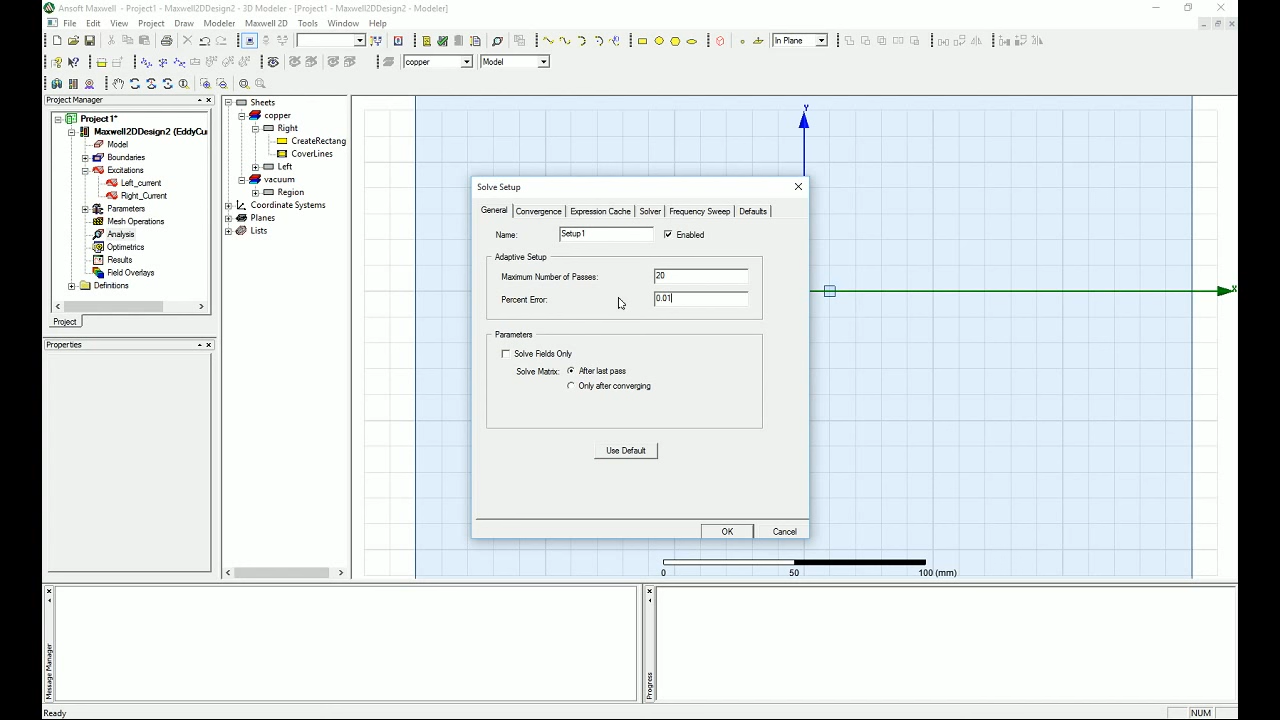 Ansoft Maxwell - Project1 - Maxwell2DDesign2 - 3D Modeler - [Project1 - Maxwell2DDesign2 - Modeler]
File Edit View Project Draw Modeler Maxwell 2D Tools Window Help
In Plane
copper Model
Project Manager
Project1*
Maxwell2DDesign2 (EddyCur
Model
Boundaries
Excitations
Left_current
Right_Current
Parameters
Mesh Operations
Analysis
Optimetrics
Results
Field Overlays
Definitions
Project
Properties
Sheets
copper
Right
CreateRectang
CoverLines
Left
vacuum
Region
Coordinate Systems
Planes
Lists
Y
X
Solve Setup
General Convergence Expression Cache Solver Frequency Sweep Defaults
Name: Setup1 Enabled
Adaptive Setup
Maximum Number of Passes: 20
Percent Error: 0.01
Parameters
Solve Fields Only
Solve Matrix: After last pass
Only after converging
Use Default
OK Cancel
0 50 100 (mm)
Message Manager
Progress
Ready NUM